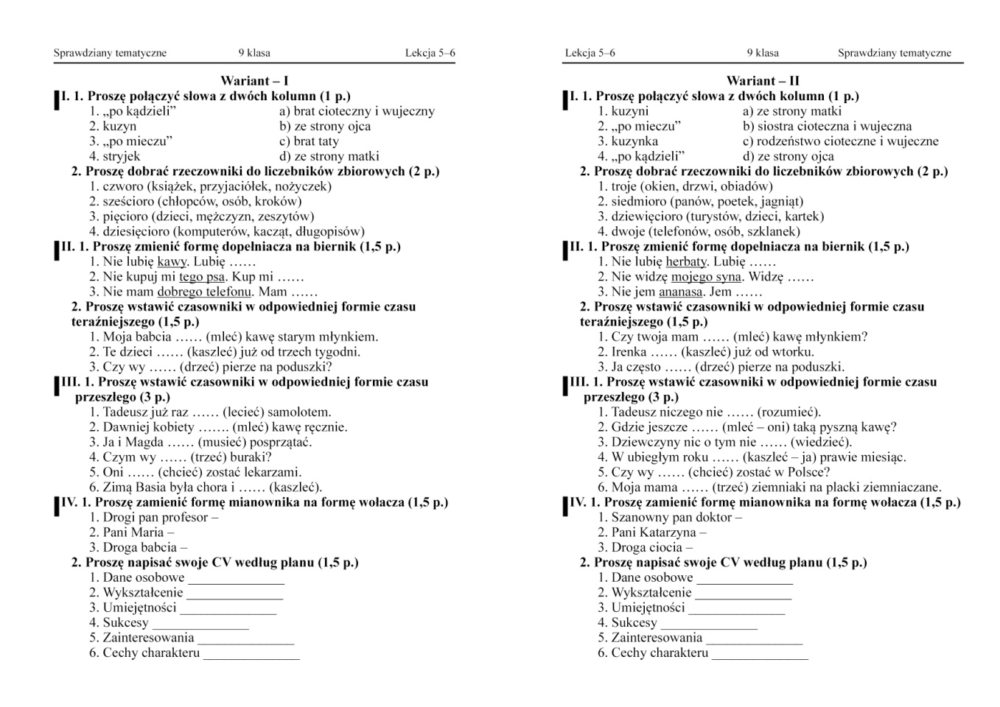 Sprawdziany tematyczne 9 klasa Lekcja 5–6
Wariant – I
I. 1. Proszę połączyć słowa z dwóch kolumn (1 p.)
1. „po kądzieli” a) brat cioteczny i wujeczny
2. kuzyn b) ze strony ojca
3. „po mieczu” c) brat taty
4. stryjek d) ze strony matki
2. Proszę dobrać rzeczowniki do liczebników zbiorowych (2 p.)
1. czworo (książek, przyjaciółek, nożyczek)
2. sześcioro (chłopców, osób, kroków)
3. pięcioro (dzieci, mężczyzn, zeszytów)
4. dziesięcioro (komputerów, kacząt, długopisów)
II. 1. Proszę zmienić formę dopełniacza na biernik (1,5 p.)
1. Nie lubię kawy. Lubię ……
2. Nie kupuj mi tego psa. Kup mi ……
3. Nie mam dobrego telefonu. Mam ……
2. Proszę wstawić czasowniki w odpowiedniej formie czasu
teraźniejszego (1,5 p.)
1. Moja babcia …… (mleć) kawę starym młynkiem.
2. Te dzieci …… (kaszleć) już od trzech tygodni.
3. Czy wy …… (drzeć) pierze na poduszki?
III. 1. Proszę wstawić czasowniki w odpowiedniej formie czasu
przeszłego (3 p.)
1. Tadeusz już raz …… (lecieć) samolotem.
2. Dawniej kobiety ……. (mleć) kawę ręcznie.
3. Ja i Magda …… (musieć) posprzątać.
4. Czym wy …… (trzeć) buraki?
5. Oni …… (chcieć) zostać lekarzami.
6. Zimą Basia była chora i …… (kaszleć).
IV. 1. Proszę zamienić formę mianownika na formę wołacza (1,5 p.)
1. Drogi pan profesor –
2. Pani Maria –
3. Droga babcia –
2. Proszę napisać swoje CV według planu (1,5 p.)
1. Dane osobowe ______________
2. Wykształcenie ______________
3. Umiejętności ______________
4. Sukcesy ______________
5. Zainteresowania ______________
6. Cechy charakteru ______________
Lekcja 5–6 9 klasa Sprawdziany tematyczne
Wariant – II
I. 1. Proszę połączyć słowa z dwóch kolumn (1 p.)
1. kuzyni a) ze strony matki
2. „po mieczu” b) siostra cioteczna i wujeczna
3. kuzynka c) rodzeństwo cioteczne i wujeczne
4. „po kądzieli” d) ze strony ojca
2. Proszę dobrać rzeczowniki do liczebników zbiorowych (2 p.)
1. troje (okien, drzwi, obiadów)
2. siedmioro (panów, poetek, jagniąt)
3. dziewięcioro (turystów, dzieci, kartek)
4. dwoje (telefonów, osób, szklanek)
II. 1. Proszę zmienić formę dopełniacza na biernik (1,5 p.)
1. Nie lubię herbaty. Lubię ……
2. Nie widzę mojego syna. Widzę ……
3. Nie jem ananasa. Jem ……
2. Proszę wstawić czasowniki w odpowiedniej formie czasu
teraźniejszego (1,5 p.)
1. Czy twoja mam …… (mleć) kawę młynkiem?
2. Irenka …… (kaszleć) już od wtorku.
3. Ja często …… (drzeć) pierze na poduszki.
III. 1. Proszę wstawić czasowniki w odpowiedniej formie czasu
przeszłego (3 p.)
1. Tadeusz niczego nie …… (rozumieć).
2. Gdzie jeszcze …… (mleć – oni) taką pyszną kawę?
3. Dziewczyny nic o tym nie …… (wiedzieć).
4. W ubiegłym roku …… (kaszleć – ja) prawie miesiąc.
5. Czy wy …… (chcieć) zostać w Polsce?
6. Moja mama …… (trzeć) ziemniaki na placki ziemniaczane.
IV. 1. Proszę zamienić formę mianownika na formę wołacza (1,5 p.)
1. Szanowny pan doktor –
2. Pani Katarzyna –
3. Droga ciocia –
2. Proszę napisać swoje CV według planu (1,5 p.)
1. Dane osobowe ______________
2. Wykształcenie ______________
3. Umiejętności ______________
4. Sukcesy ______________
5. Zainteresowania ______________
6. Cechy charakteru ______________